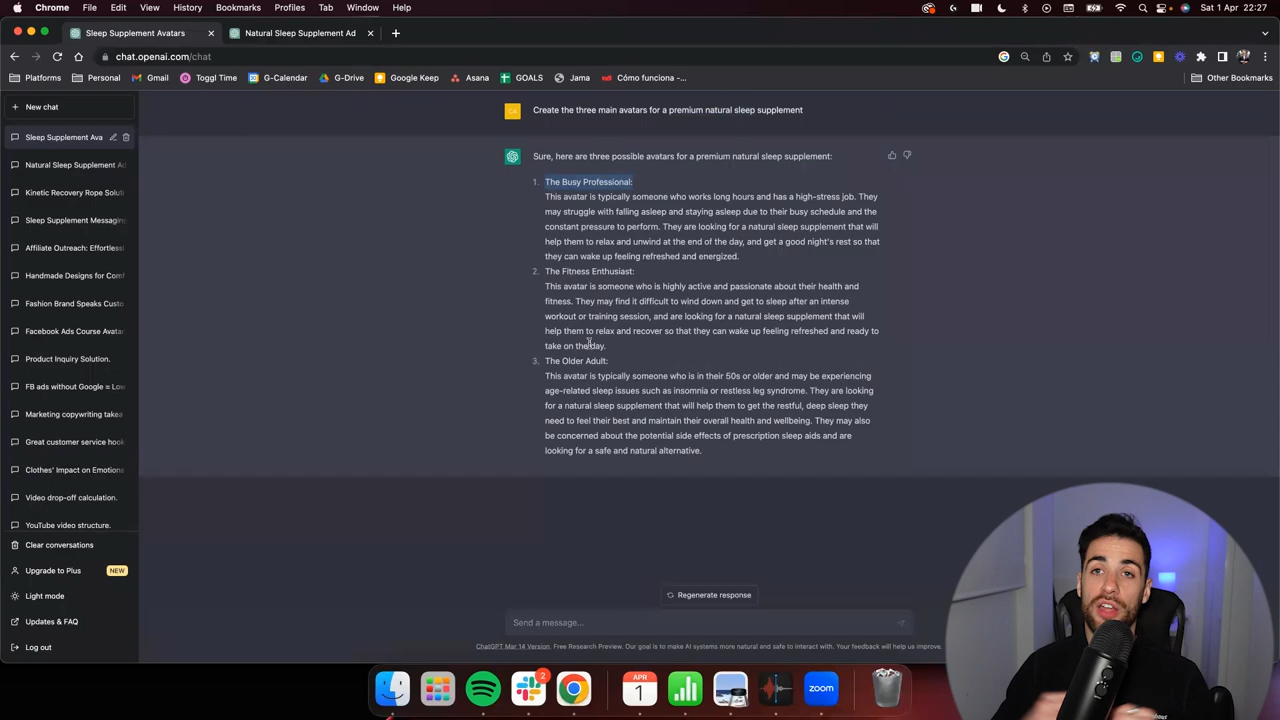 Chrome File Edit View History Bookmarks Profiles Tab Window Help
Sat 1 Apr 22:27
Sleep Supplement Avatars
Natural Sleep Supplement Ad
chat.openai.com/chat
Platforms Personal Gmail Toggl Time G-Calendar G-Drive Google Keep Asana GOALS Jama Cómo funciona -... Other Bookmarks
New chat
Sleep Supplement Ava
Natural Sleep Supplement Ad
Kinetic Recovery Rope Soluti
Sleep Supplement Messaging
Affiliate Outreach: Effortless
Handmade Designs for Comf
Fashion Brand Speaks Custo
Facebook Ads Course Avatar
Product Inquiry Solution.
FB ads without Google = Low
Marketing copywriting takea
Great customer service hook
Clothes' Impact on Emotions
Video drop-off calculation.
YouTube video structure.
Clear conversations
Upgrade to Plus NEW
Light mode
Updates & FAQ
Log out
CA
Create the three main avatars for a premium natural sleep supplement
Sure, here are three possible avatars for a premium natural sleep supplement:
1. The Busy Professional:
This avatar is typically someone who works long hours and has a high-stress job. They
may struggle with falling asleep and staying asleep due to their busy schedule and the
constant pressure to perform. They are looking for a natural sleep supplement that will
help them to relax and unwind at the end of the day, and get a good night's rest so that
they can wake up feeling refreshed and energized.
2. The Fitness Enthusiast:
This avatar is someone who is highly active and passionate about their health and
fitness. They may find it difficult to wind down and get to sleep after an intense
workout or training session, and are looking for a natural sleep supplement that will
help them to relax and recover so that they can wake up feeling refreshed and ready to
take on the day.
3. The Older Adult:
This avatar is typically someone who is in their 50s or older and may be experiencing
age-related sleep issues such as insomnia or restless leg syndrome. They are looking
for a natural sleep supplement that will help them to get the restful, deep sleep they
need to feel their best and maintain their overall health and wellbeing. They may also
be concerned about the potential side effects of prescription sleep aids and are
looking for a safe and natural alternative.
Regenerate response
Send a message...
ChatGPT Mar 14 Version. Free Research Preview. Our goal is to make AI systems more natural and safe to interact with. Your feedback will help us improve.
2
APR
1
zoom